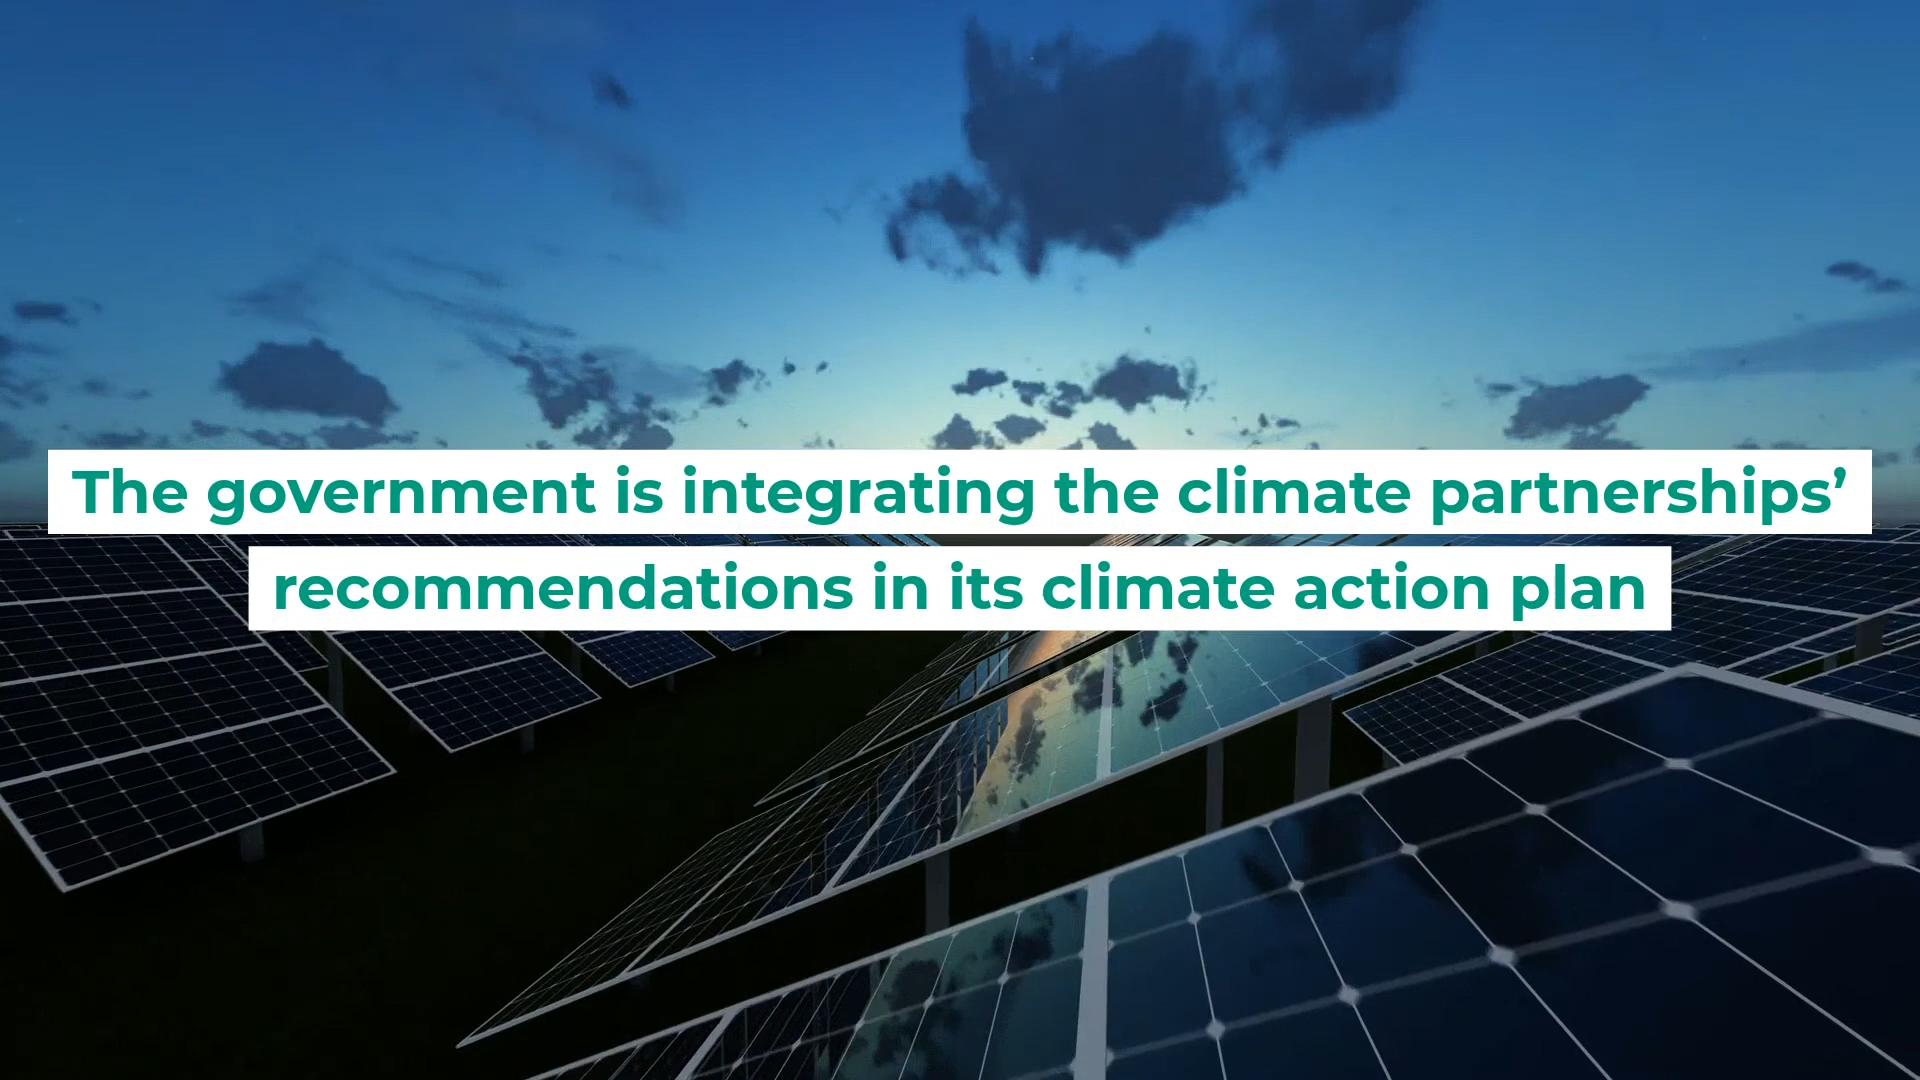 The government is integrating the climate partnerships’
recommendations in its climate action plan